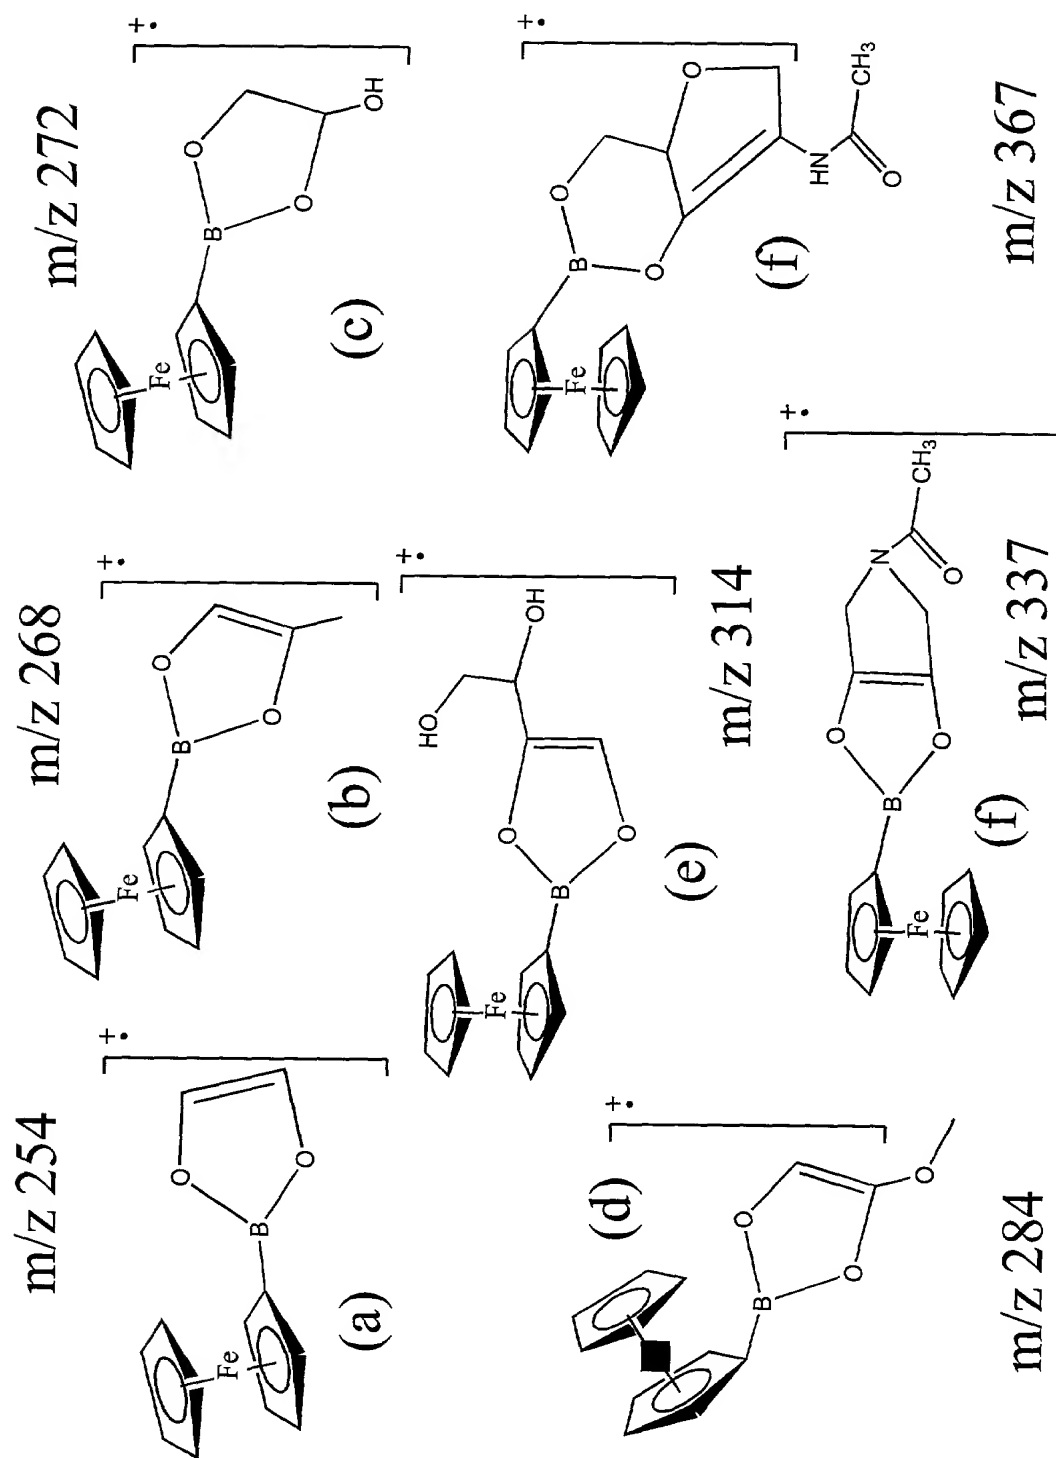 m/z 254
+•
O
Fe
B
O
(a)
m/z 268
+•
O
Fe
B
O
(b)
m/z 272
+•
O
Fe
B
O
OH
(c)
(d)
+•
O
B
O
O
m/z 284
+•
HO
OH
O
Fe
B
O
(e)
m/z 314
+•
O
O
B
Fe
O
HN
CH3
O
(f)
m/z 367
+•
O
N
CH3
O
B
Fe
O
(f)
m/z 337